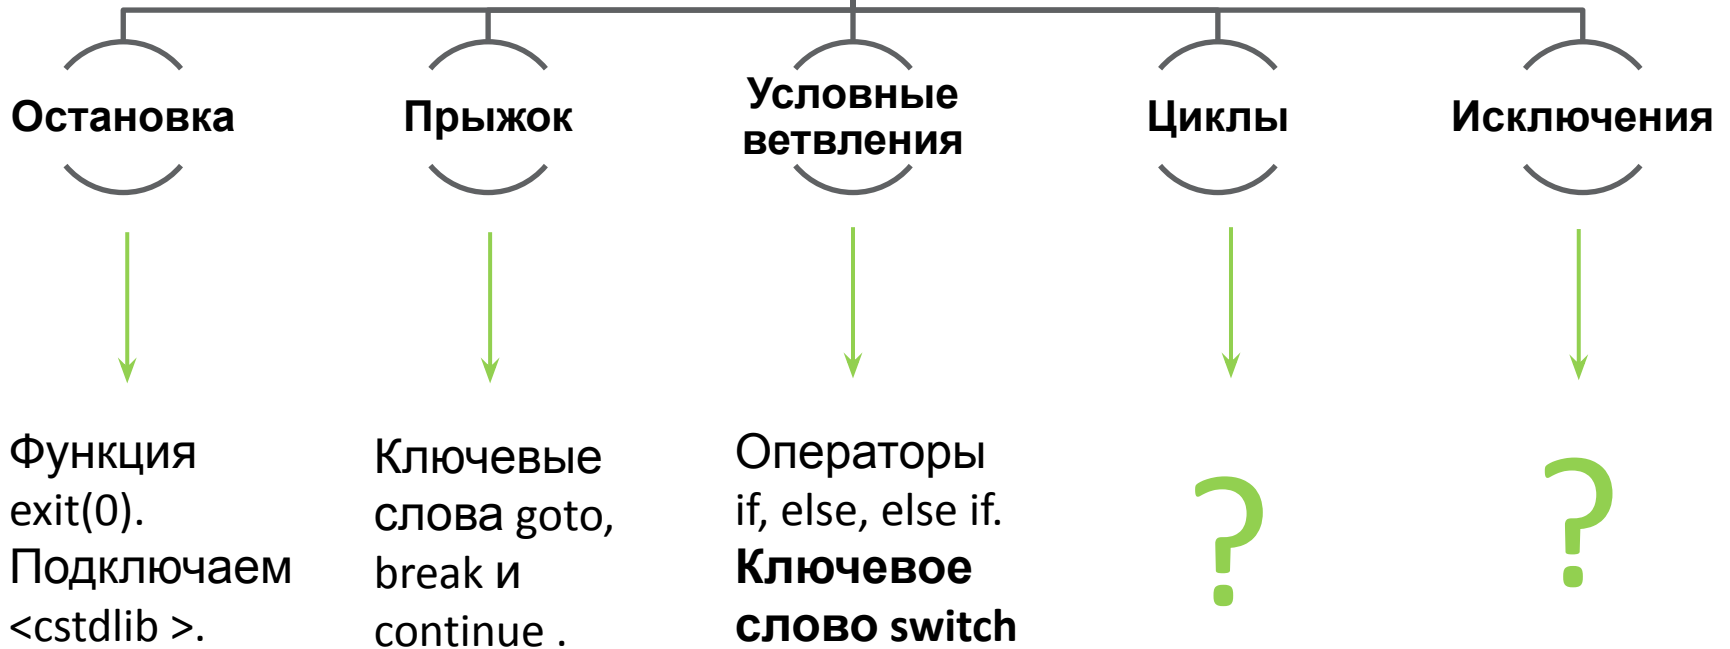 Остановка
Прыжок
Условные
ветвления
Циклы
Исключения
Функция
exit(0).
Подключаем
<cstdlib >.
Ключевые
слова goto,
break и
continue .
Операторы
if, else, else if.
Ключевое
слово switch
?
?